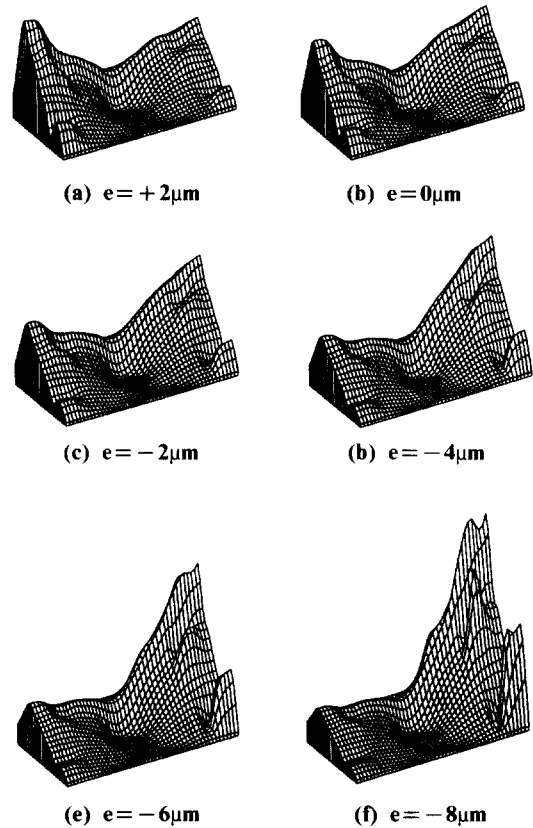 (a) e= +2μm
(b) e=0μm
(c) e= −2μm
(b) e= −4μm
(e) e= −6μm
(f) e= −8μm